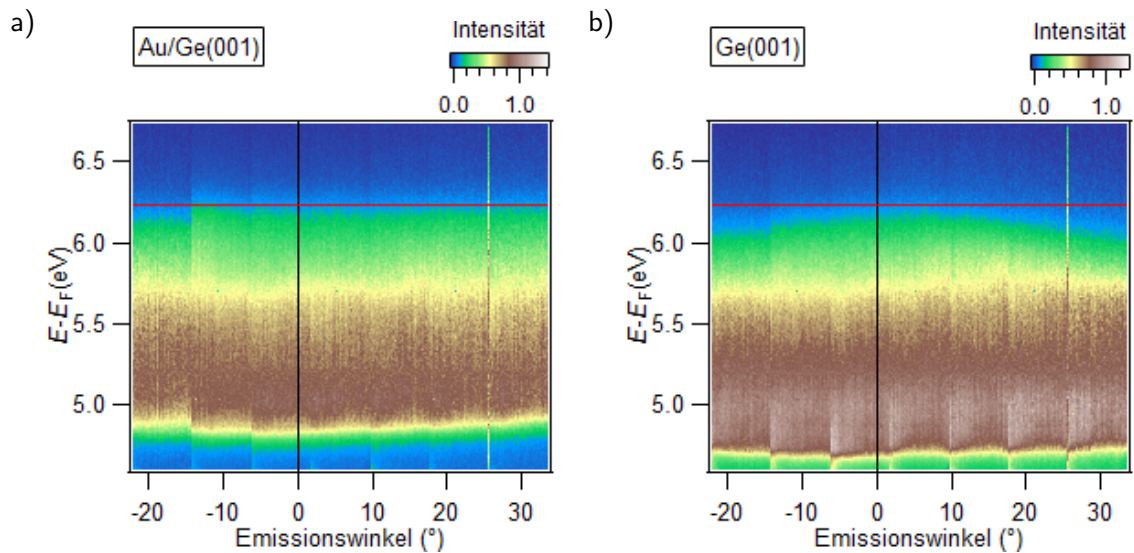 a)
Au/Ge(001)
Intensität
0.0 1.0
6.5
6.0
5.5
5.0
E-EF(eV)
-20 -10 0 10 20 30
Emissionswinkel (°)
b)
Ge(001)
Intensität
0.0 1.0
6.5
6.0
5.5
5.0
E-EF(eV)
-20 -10 0 10 20 30
Emissionswinkel (°)